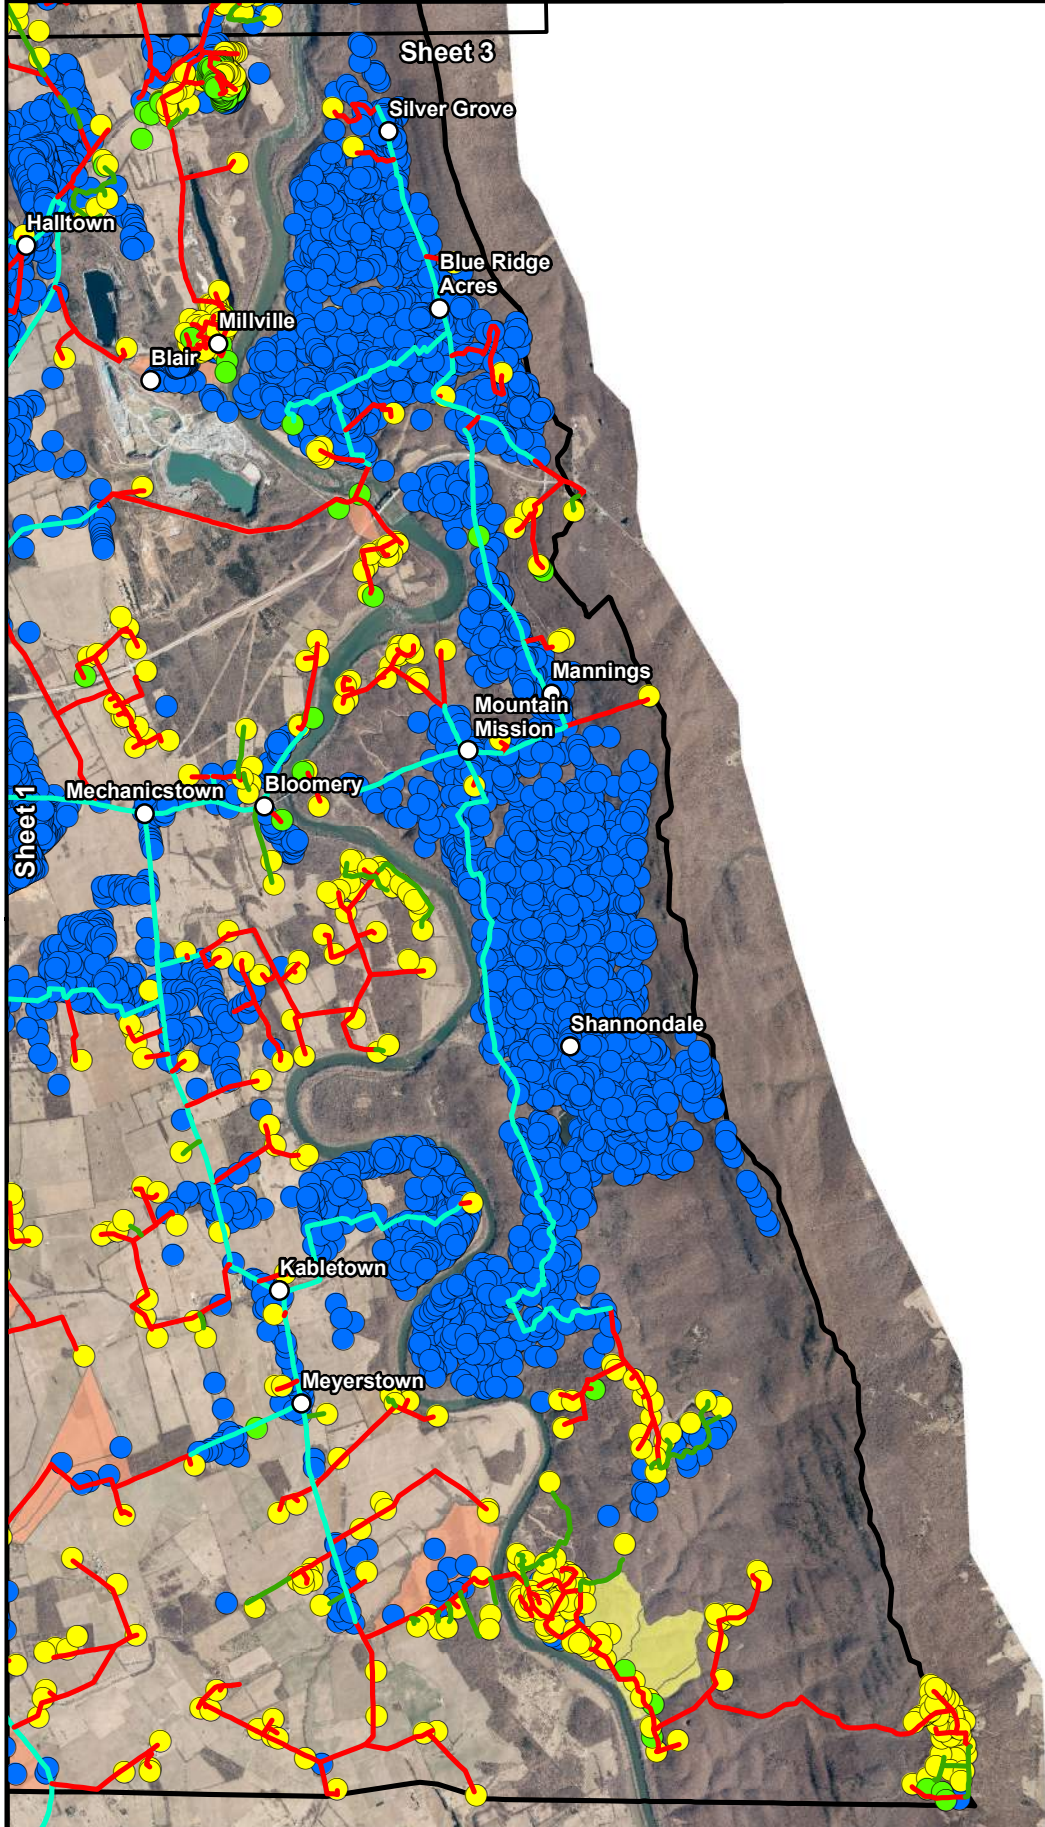 Sheet 3
Silver Grove
Halltown
Blue Ridge
Acres
Millville
Blair
Mannings
Mountain
Mission
Mechanicstown
Bloomery
Sheet 1
Shannondale
Kabletown
Meyerstown